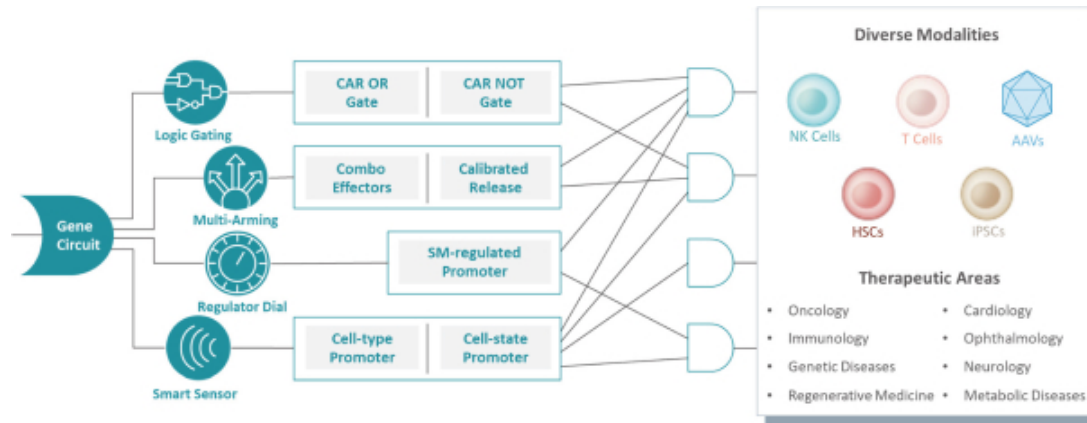 Gene
Circuit
Logic Gating
CAR OR
Gate
CAR NOT
Gate
Multi-Arming
Combo
Effectors
Calibrated
Release
Regulator Dial
SM-regulated
Promoter
Smart Sensor
Cell-type
Promoter
Cell-state
Promoter
Diverse Modalities
NK Cells
T Cells
AAVs
HSCs
iPSCs
Therapeutic Areas
• Oncology
• Immunology
• Genetic Diseases
• Regenerative Medicine
• Cardiology
• Ophthalmology
• Neurology
• Metabolic Diseases